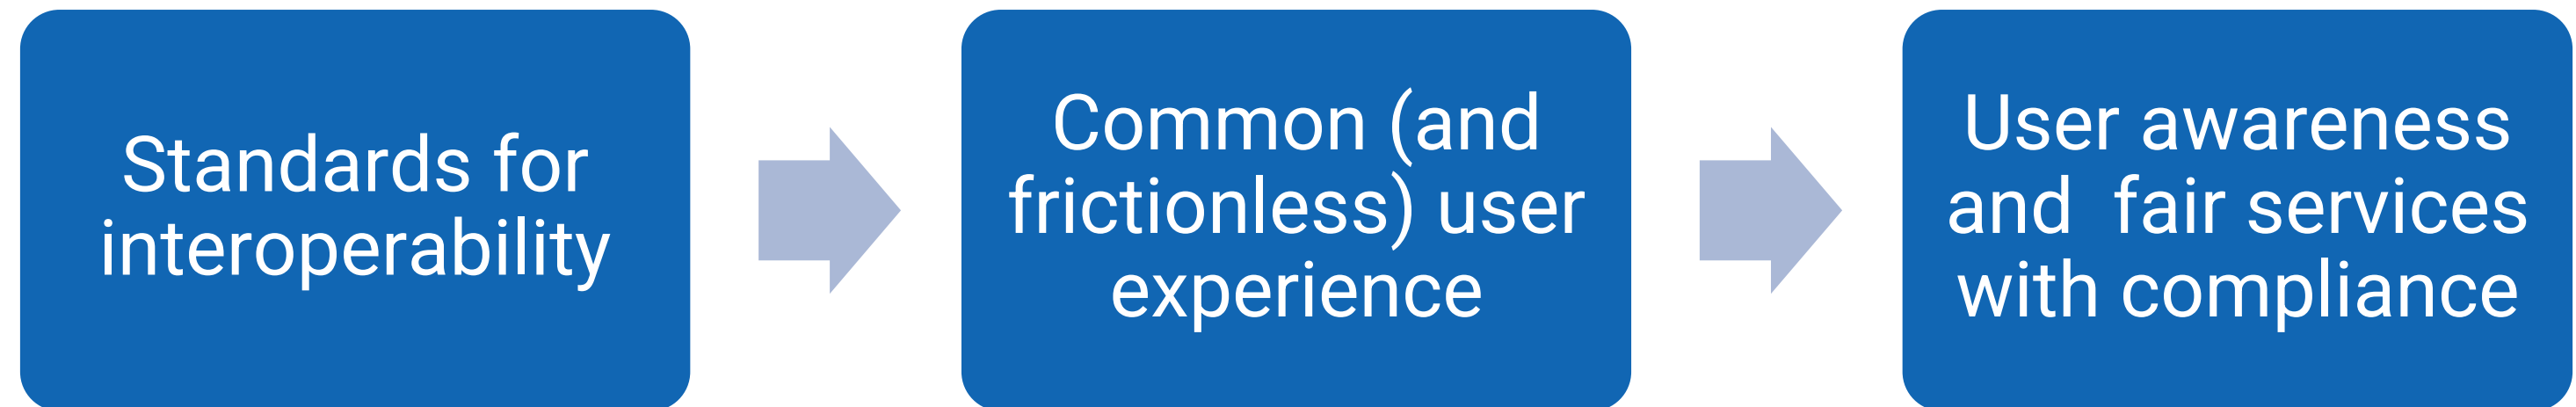 Standards for
interoperability
Common (and
frictionless) user
experience
User awareness
and  fair services
with compliance